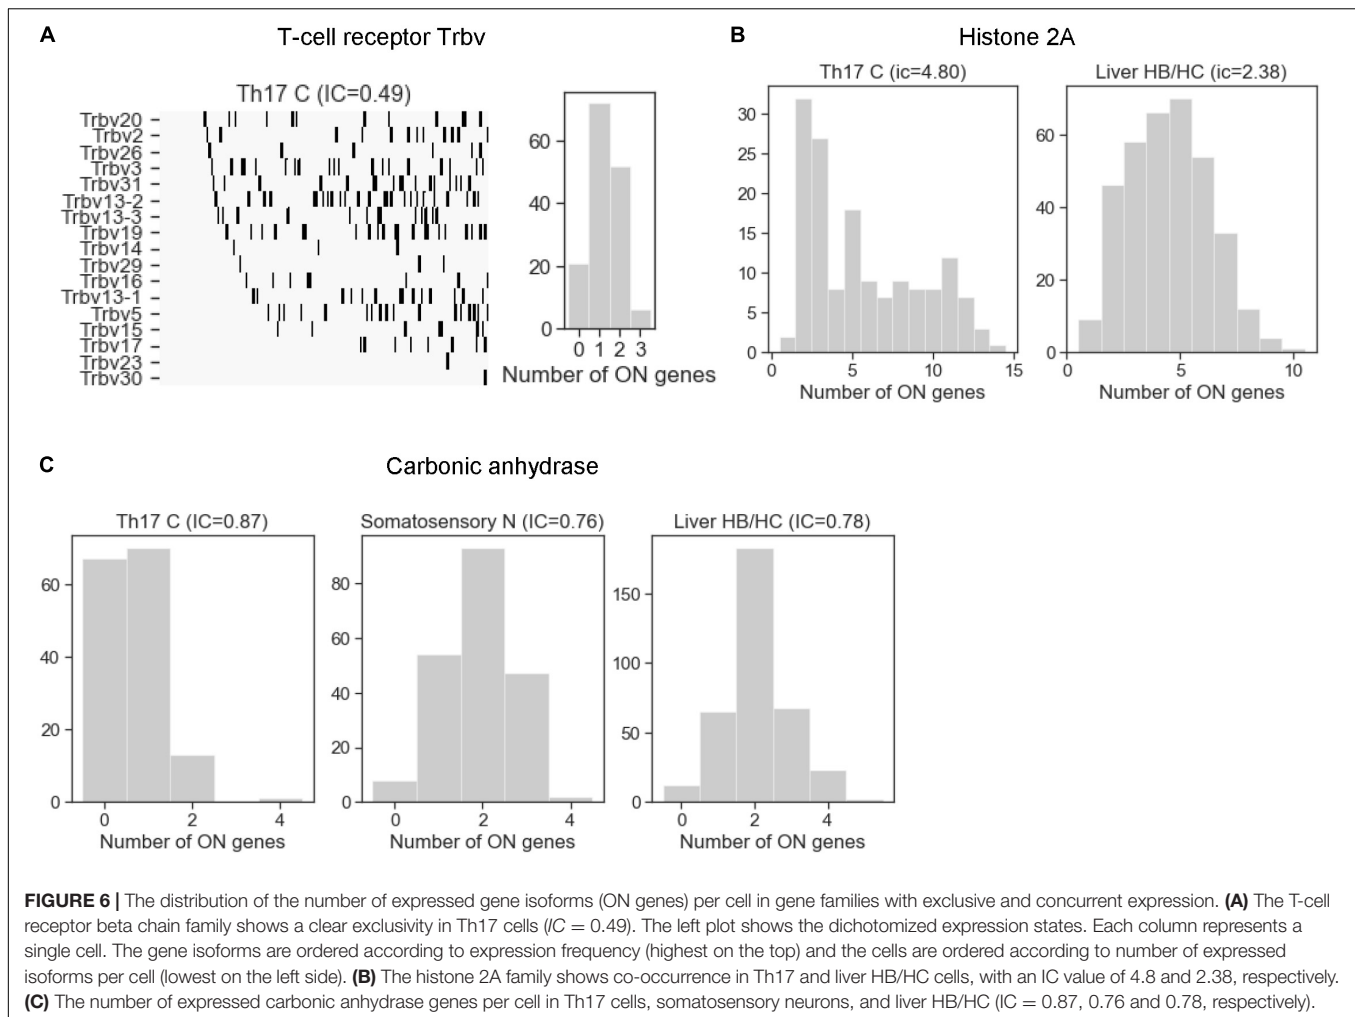 A
T-cell receptor Trbv
B
Histone 2A
Th17 C (IC=0.49)
Trbv20
Trbv2
Trbv26
Trbv3
Trbv31
Trbv13-2
Trbv13-3
Trbv19
Trbv14
Trbv29
Trbv16
Trbv13-1
Trbv5
Trbv15
Trbv17
Trbv23
Trbv30
60
40
20
0
0 1 2 3
Number of ON genes
Th17 C (ic=4.80)
30
25
20
15
10
5
0
0 5 10 15
Number of ON genes
Liver HB/HC (ic=2.38)
60
40
20
0
0 5 10
Number of ON genes
C
Carbonic anhydrase
Th17 C (IC=0.87)
60
40
20
0
0 2 4
Number of ON genes
Somatosensory N (IC=0.76)
80
60
40
20
0
0 2 4
Number of ON genes
Liver HB/HC (IC=0.78)
150
100
50
0
0 2 4
Number of ON genes
FIGURE 6 | The distribution of the number of expressed gene isoforms (ON genes) per cell in gene families with exclusive and concurrent expression. (A) The T-cell
receptor beta chain family shows a clear exclusivity in Th17 cells (IC = 0.49). The left plot shows the dichotomized expression states. Each column represents a
single cell. The gene isoforms are ordered according to expression frequency (highest on the top) and the cells are ordered according to number of expressed
isoforms per cell (lowest on the left side). (B) The histone 2A family shows co-occurrence in Th17 and liver HB/HC cells, with an IC value of 4.8 and 2.38, respectively.
(C) The number of expressed carbonic anhydrase genes per cell in Th17 cells, somatosensory neurons, and liver HB/HC (IC = 0.87, 0.76 and 0.78, respectively).